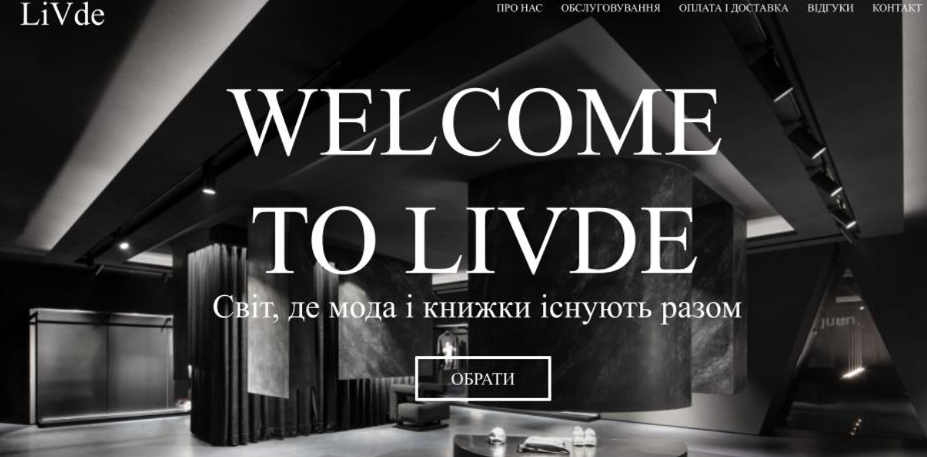 LiVde
ПРО НАС ОБСЛУГОВУВАННЯ ОПЛАТА І ДОСТАВКА ВІДГУКИ КОНТАКТ
WELCOME
TO LIVDE
Світ, де мода і книжки існують разом
ОБРАТИ
juun